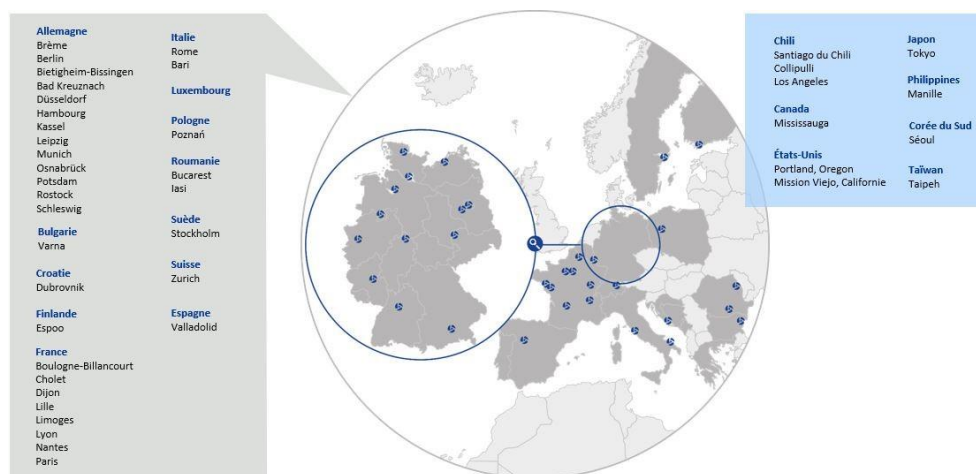 Allemagne
Brème
Berlin
Bietigheim-Bissingen
Bad Kreuznach
Düsseldorf
Hambourg
Kassel
Leipzig
Munich
Osnabrück
Potsdam
Rostock
Schleswig
Bulgarie
Varna
Croatie
Dubrovnik
Finlande
Espoo
France
Boulogne-Billancourt
Cholet
Dijon
Lille
Limoges
Lyon
Nantes
Paris
Italie
Rome
Bari
Luxembourg
Pologne
Poznań
Roumanie
Bucarest
Iasi
Suède
Stockholm
Suisse
Zurich
Espagne
Valladolid
Chili
Santiago du Chili
Collipulli
Los Angeles
Canada
Mississauga
États-Unis
Portland, Oregon
Mission Viejo, Californie
Japon
Tokyo
Philippines
Manille
Corée du Sud
Séoul
Taïwan
Taipeh